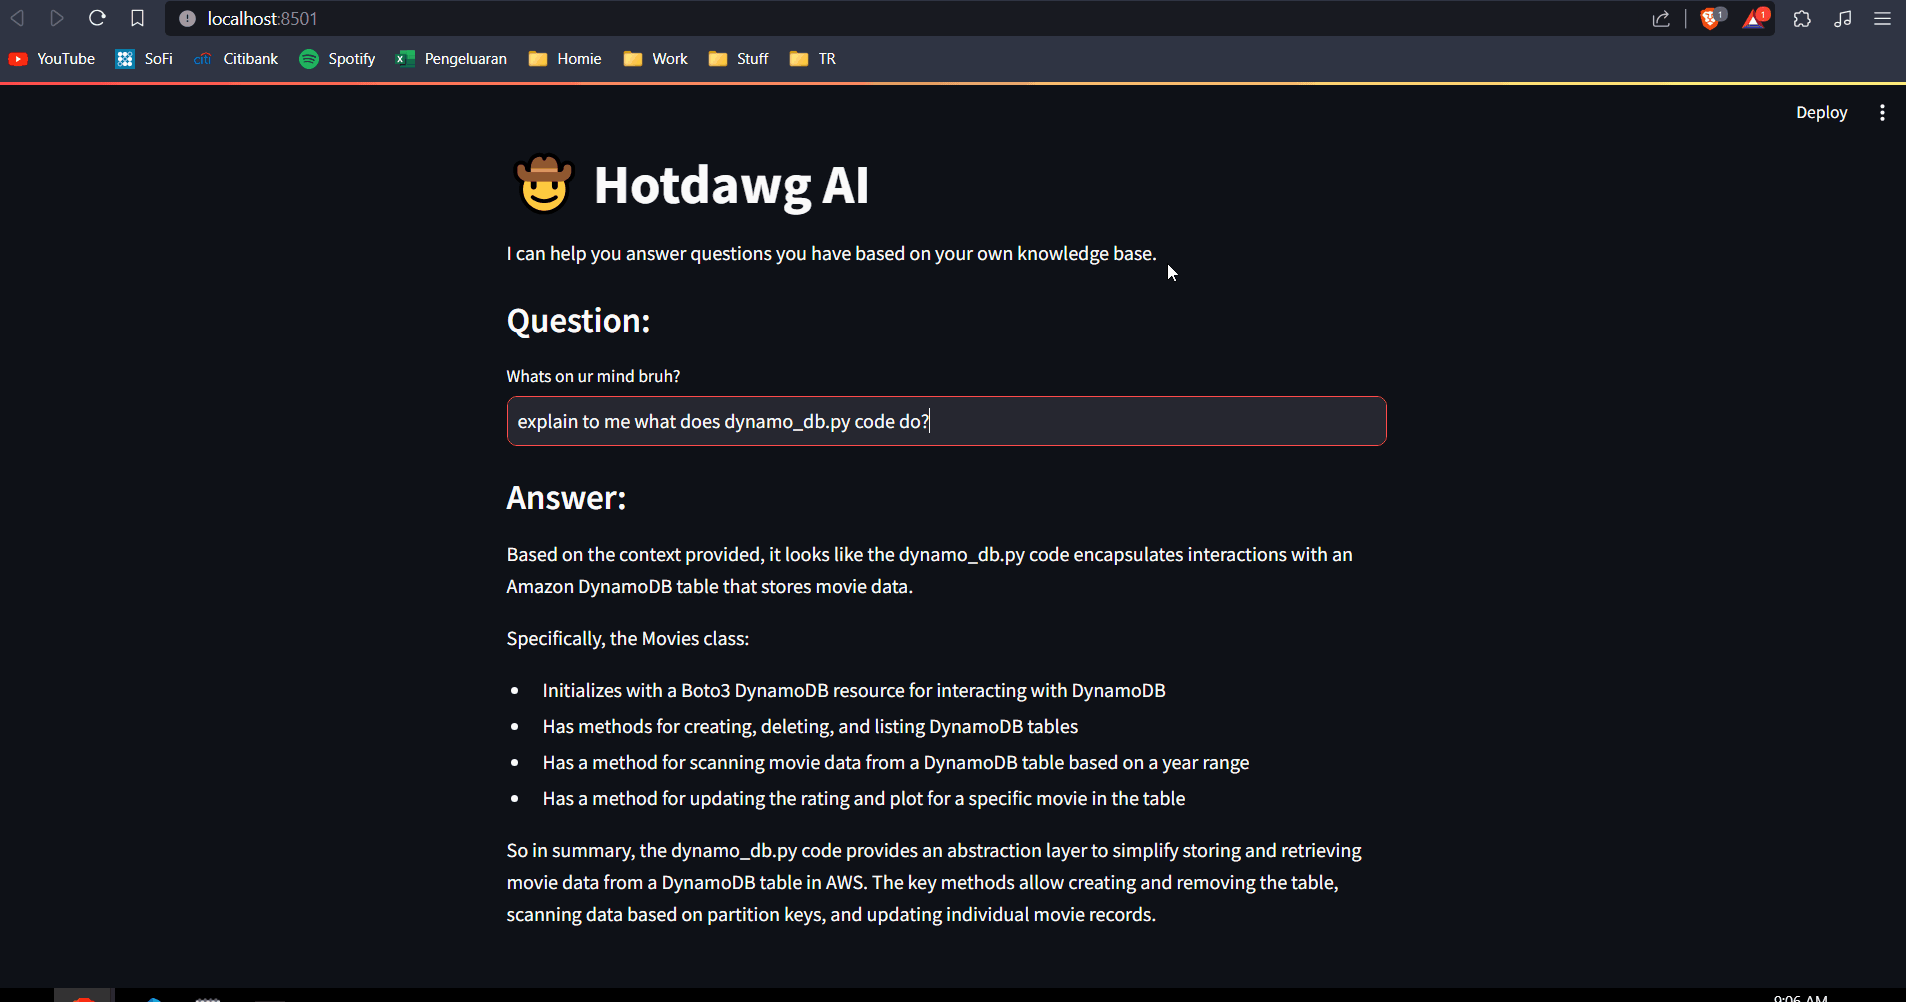 localhost:8501
1
1
YouTube SoFi citi Citibank Spotify Pengeluaran Homie Work Stuff TR
Deploy
Hotdawg AI
I can help you answer questions you have based on your own knowledge base.
Question:
Whats on ur mind bruh?
explain to me what does dynamo_db.py code do?
Answer:
Based on the context provided, it looks like the dynamo_db.py code encapsulates interactions with an
Amazon DynamoDB table that stores movie data.
Specifically, the Movies class:
Initializes with a Boto3 DynamoDB resource for interacting with DynamoDB
Has methods for creating, deleting, and listing DynamoDB tables
Has a method for scanning movie data from a DynamoDB table based on a year range
Has a method for updating the rating and plot for a specific movie in the table
So in summary, the dynamo_db.py code provides an abstraction layer to simplify storing and retrieving
movie data from a DynamoDB table in AWS. The key methods allow creating and removing the table,
scanning data based on partition keys, and updating individual movie records.
9:06 AM